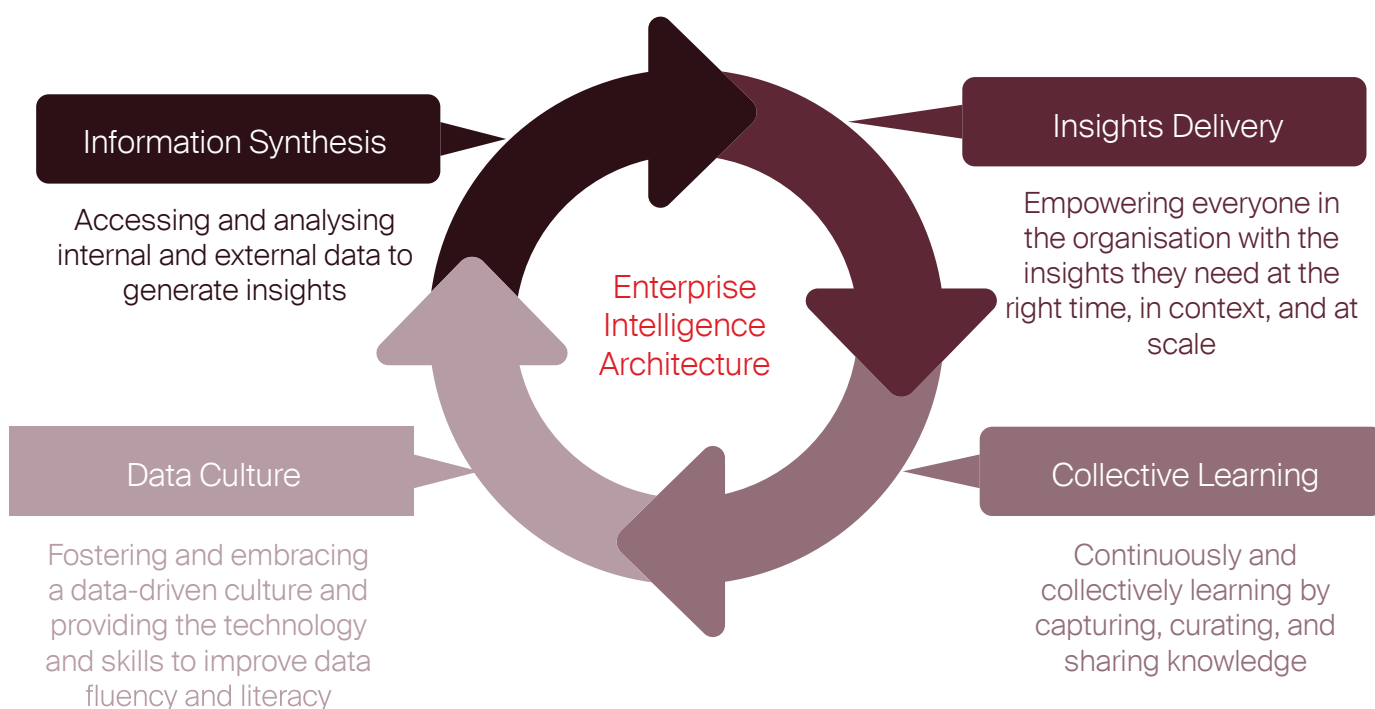 Information Synthesis
Accessing and analysing
internal and external data to
generate insights
Insights Delivery
Empowering everyone in
the organisation with the
insights they need at the
right time, in context, and at
scale
Enterprise
Intelligence
Architecture
Data Culture
Fostering and embracing
a data-driven culture and
providing the technology
and skills to improve data
fluency and literacy
Collective Learning
Continuously and
collectively learning by
capturing, curating, and
sharing knowledge